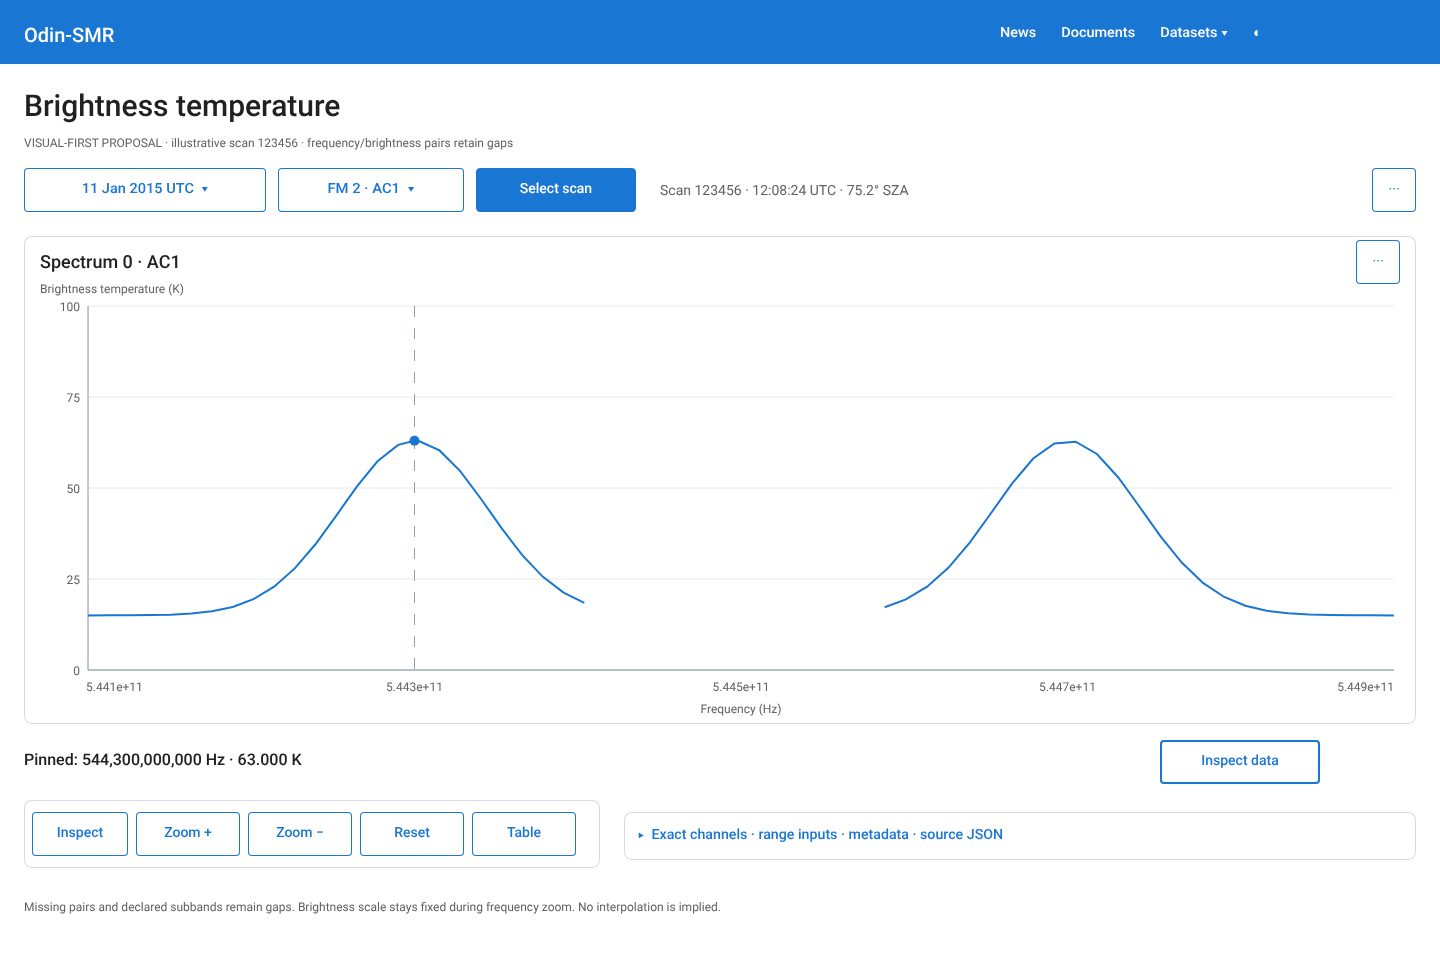 Odin-SMR
News Documents Datasets ▾
Brightness temperature
VISUAL-FIRST PROPOSAL · illustrative scan 123456 · frequency/brightness pairs retain gaps
11 Jan 2015 UTC ▾ FM 2 · AC1 ▾ Select scan Scan 123456 · 12:08:24 UTC · 75.2° SZA ···
Spectrum 0 · AC1 ···
Brightness temperature (K)
100
75
50
25
0
5.441e+11 5.443e+11 5.445e+11 5.447e+11 5.449e+11
Frequency (Hz)
Pinned: 544,300,000,000 Hz · 63.000 K Inspect data
Inspect Zoom + Zoom − Reset Table ▸ Exact channels · range inputs · metadata · source JSON
Missing pairs and declared subbands remain gaps. Brightness scale stays fixed during frequency zoom. No interpolation is implied.